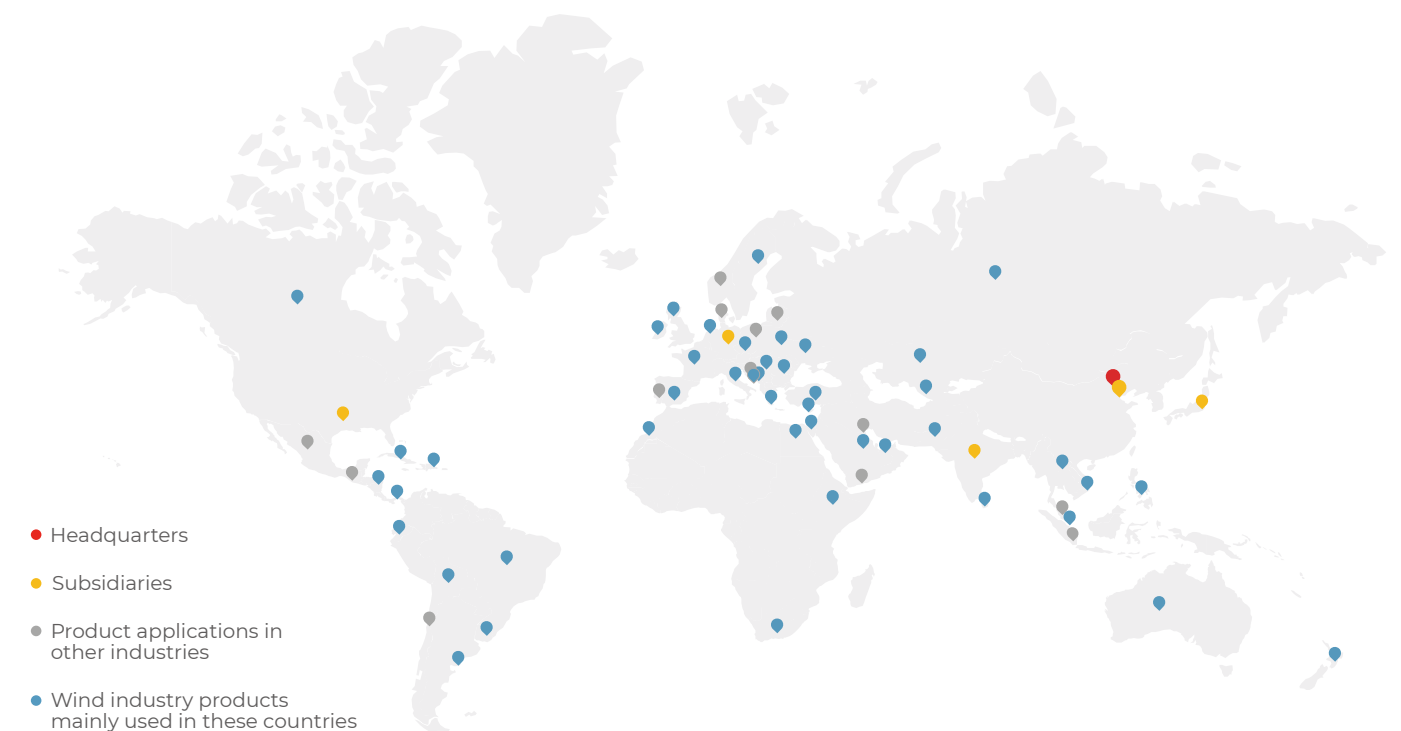 Headquarters
Subsidiaries
Product applications in
other industries
Wind industry products
mainly used in these countries